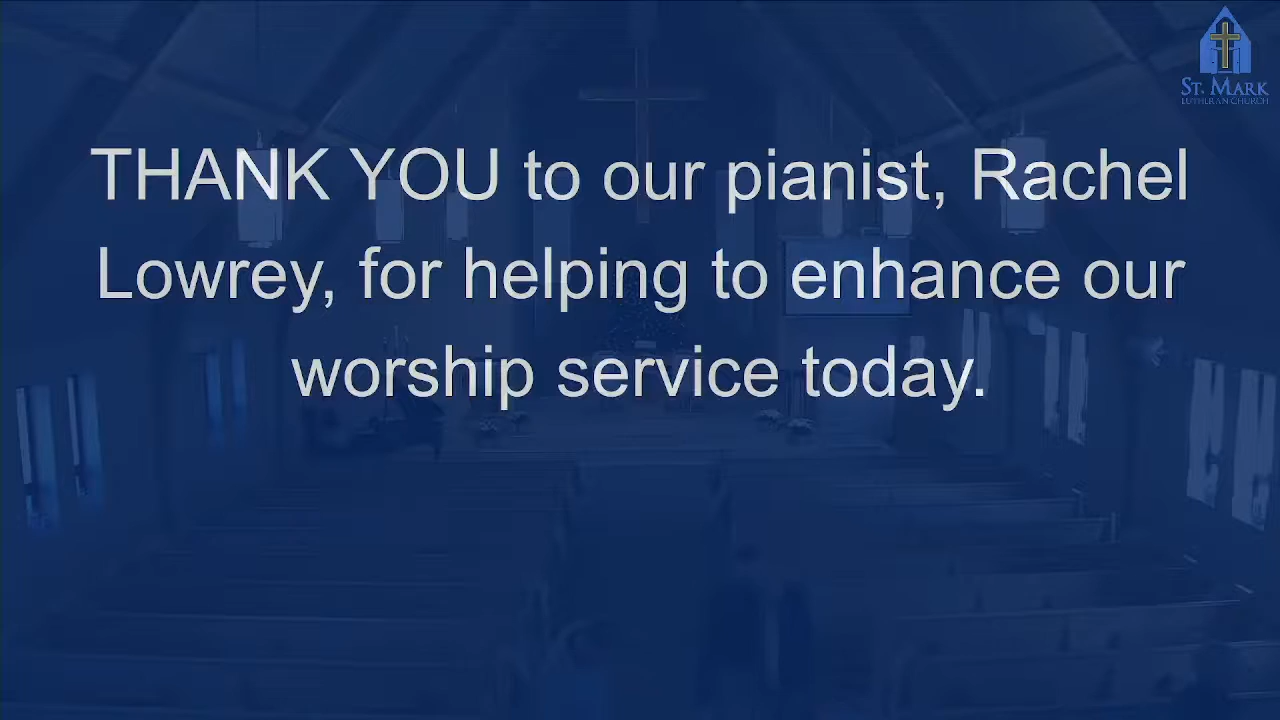 ST. MARK
LUTHERAN CHURCH
THANK YOU to our pianist, Rachel
Lowrey, for helping to enhance our
worship service today.